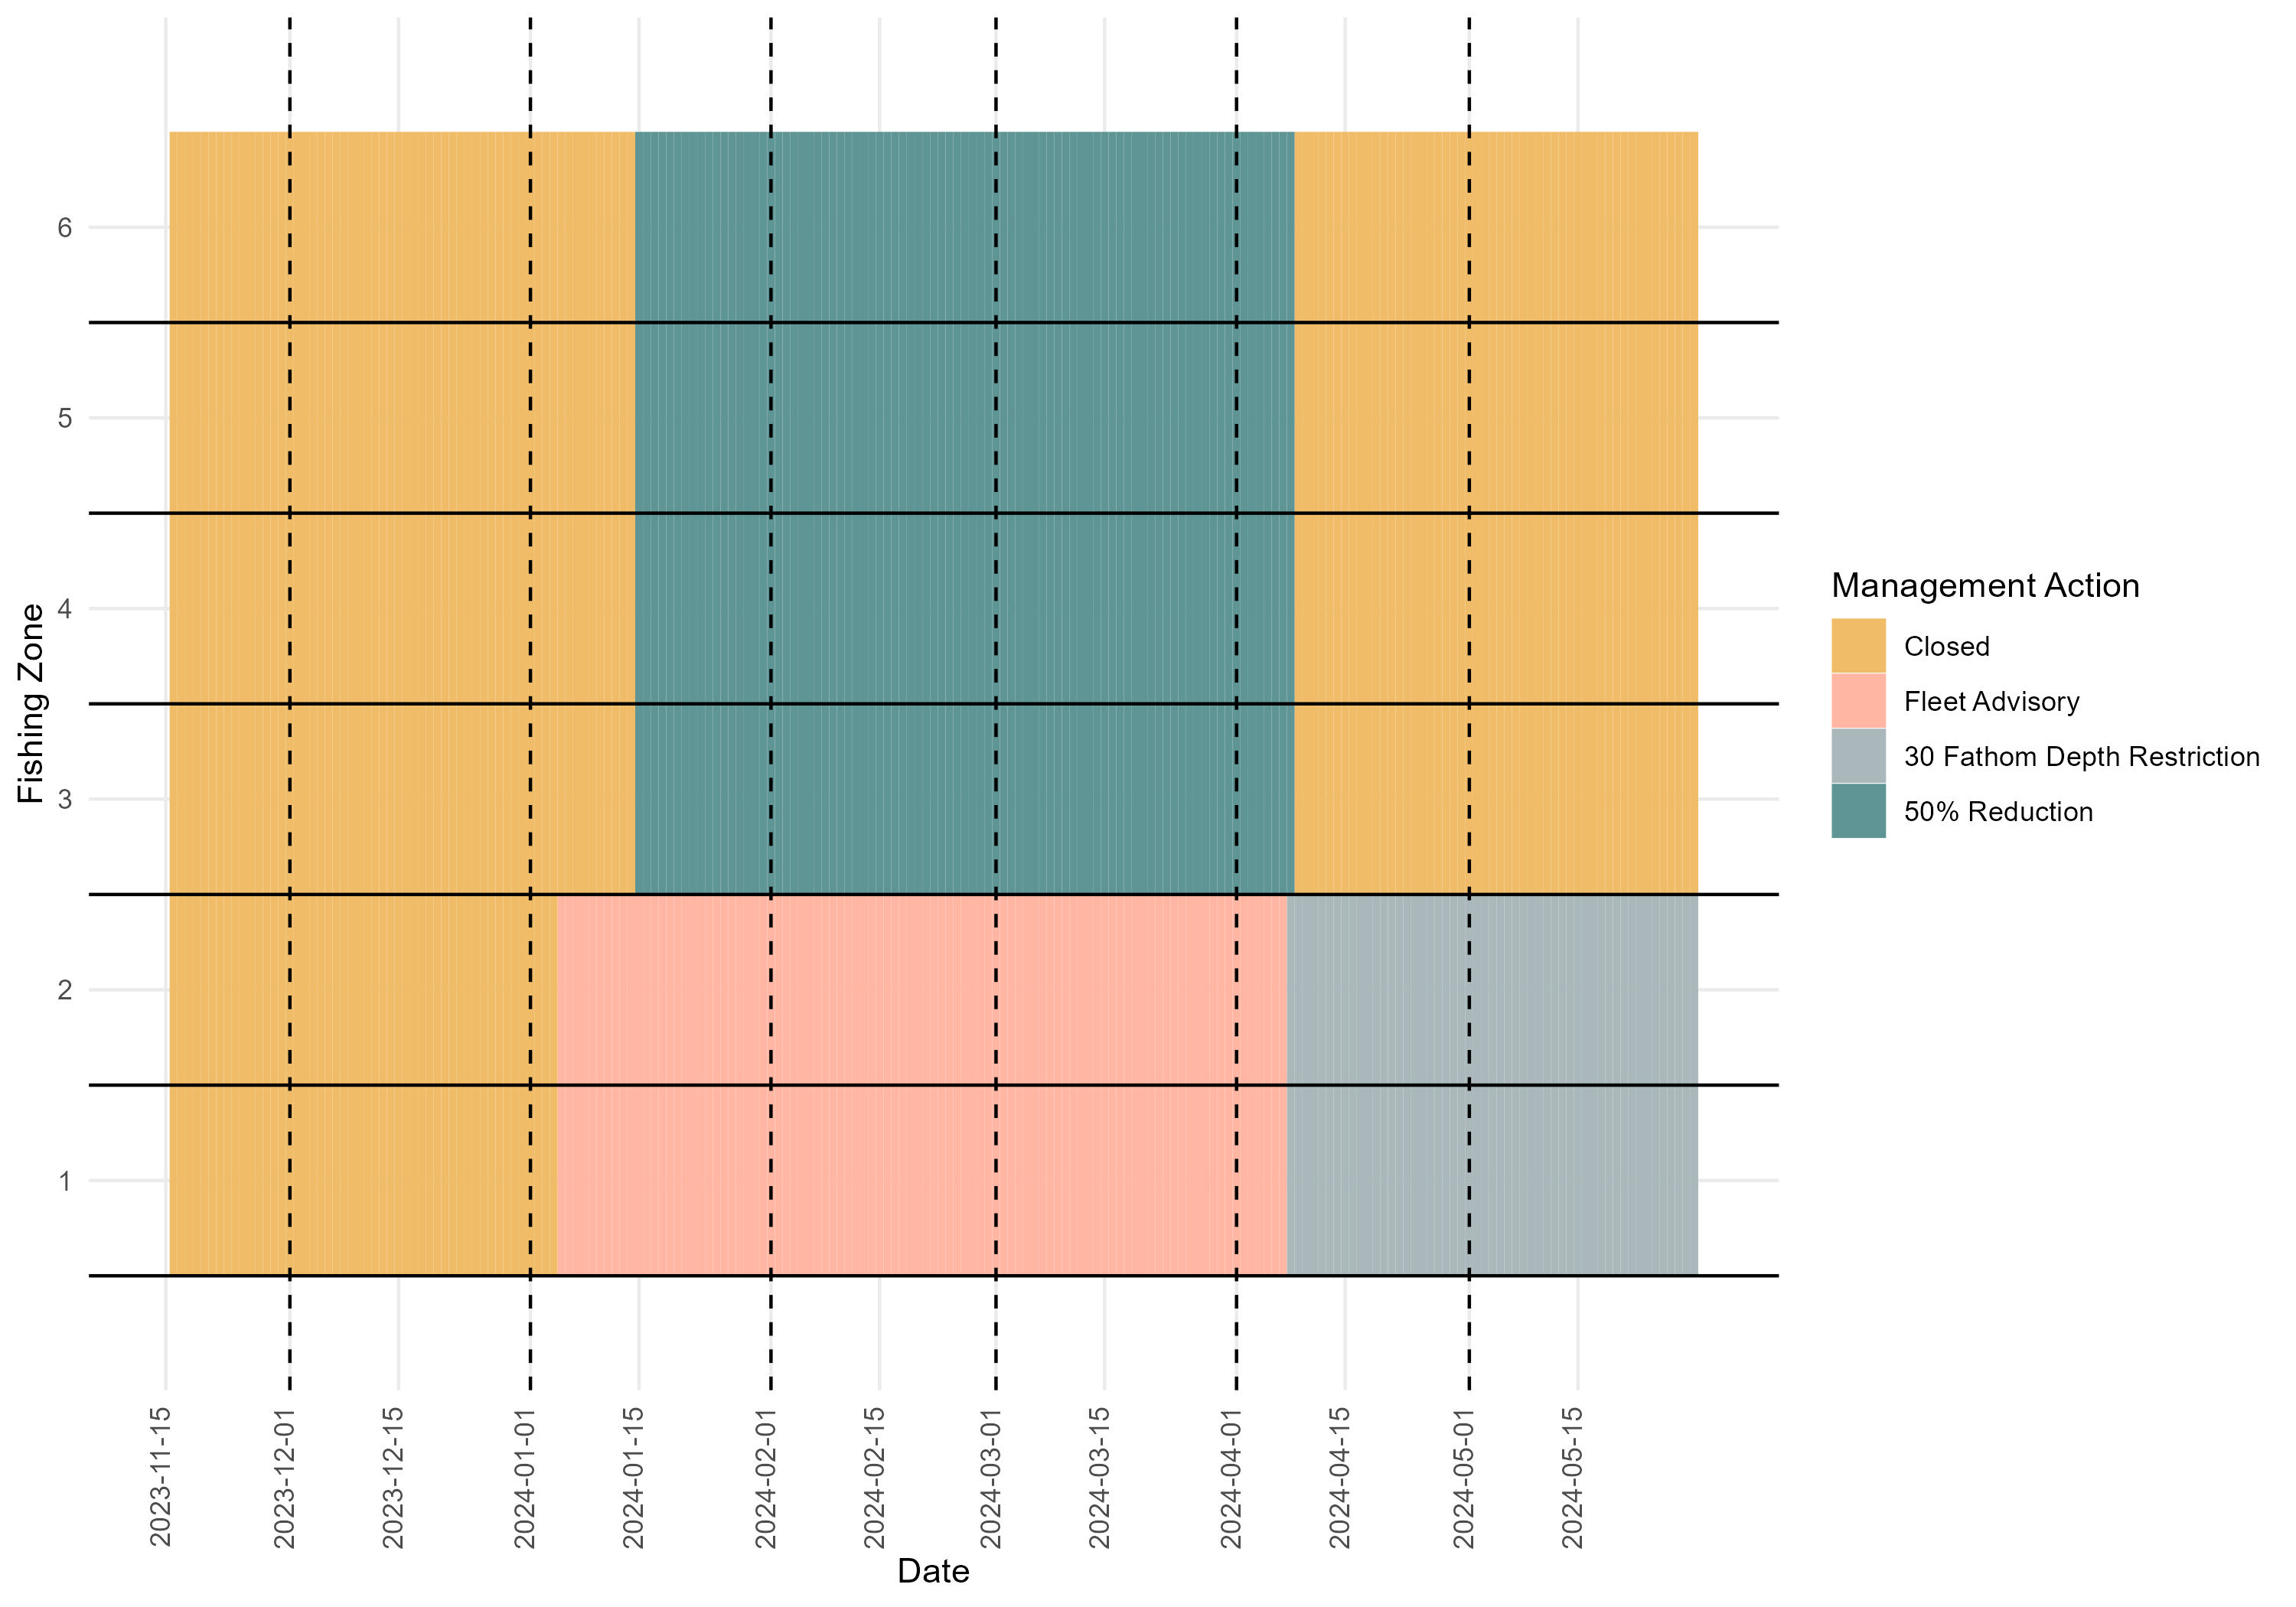 6
5
4
3
2
1
Fishing Zone
2023-11-15
2023-12-01
2023-12-15
2024-01-01
2024-01-15
2024-02-01
2024-02-15
2024-03-01
2024-03-15
2024-04-01
2024-04-15
2024-05-01
2024-05-15
Date
Management Action
Closed
Fleet Advisory
30 Fathom Depth Restriction
50% Reduction